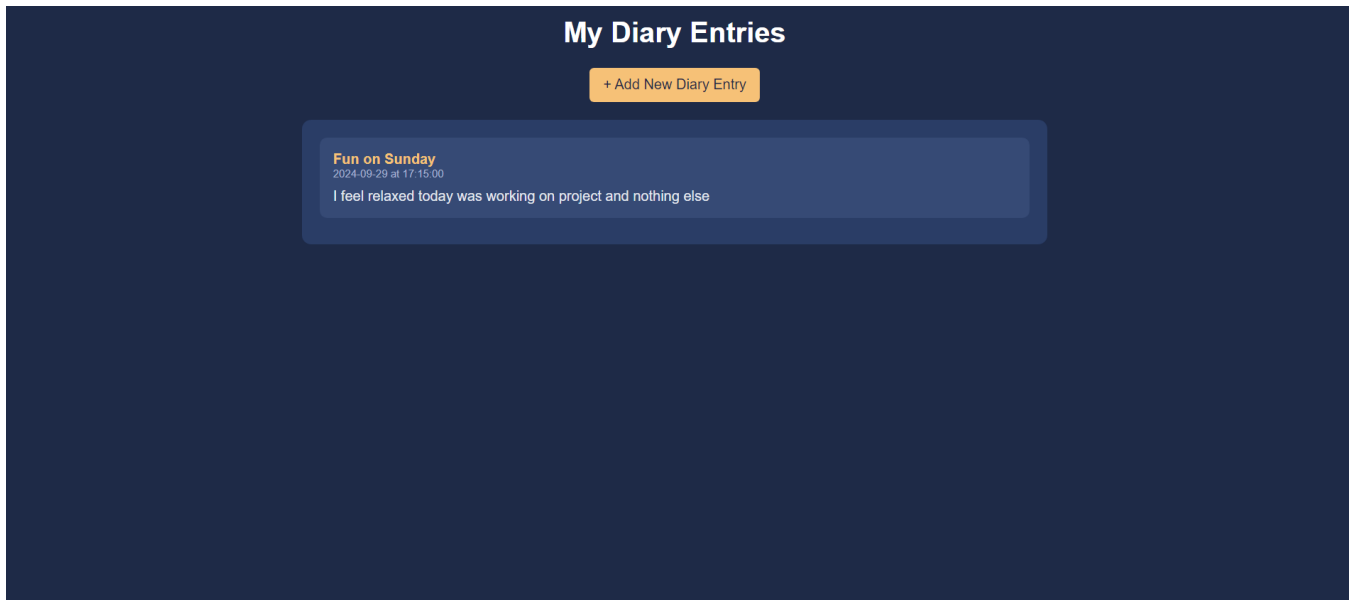 My Diary Entries
+ Add New Diary Entry
Fun on Sunday
2024-09-29 at 17:15:00
I feel relaxed today was working on project and nothing else